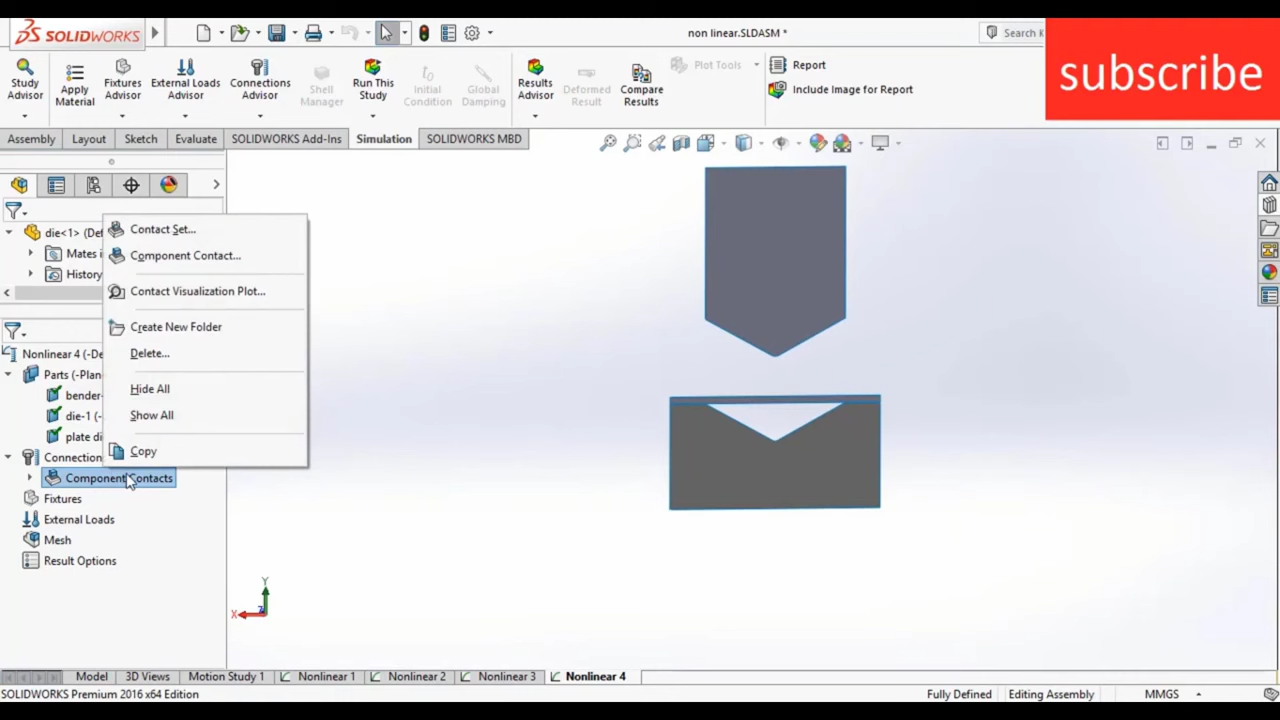 SOLIDWORKS
non linear.SLDASM *
Search K
subscribe
Study Advisor
Apply Material
Fixtures Advisor
External Loads Advisor
Connections Advisor
Shell Manager
Run This Study
Initial Condition
Global Damping
Results Advisor
Deformed Result
Compare Results
Plot Tools
Report
Include Image for Report
Assembly
Layout
Sketch
Evaluate
SOLIDWORKS Add-Ins
Simulation
SOLIDWORKS MBD
die<1> (De
Mates i
History
Contact Set...
Component Contact...
Contact Visualization Plot...
Create New Folder
Delete...
Hide All
Show All
Copy
Nonlinear 4 (-De
Parts (-Plan
bender-
die-1 (-
plate di
Connection
Component Contacts
Fixtures
External Loads
Mesh
Result Options
Y
X
Z
Model
3D Views
Motion Study 1
Nonlinear 1
Nonlinear 2
Nonlinear 3
Nonlinear 4
SOLIDWORKS Premium 2016 x64 Edition
Fully Defined
Editing Assembly
MMGS